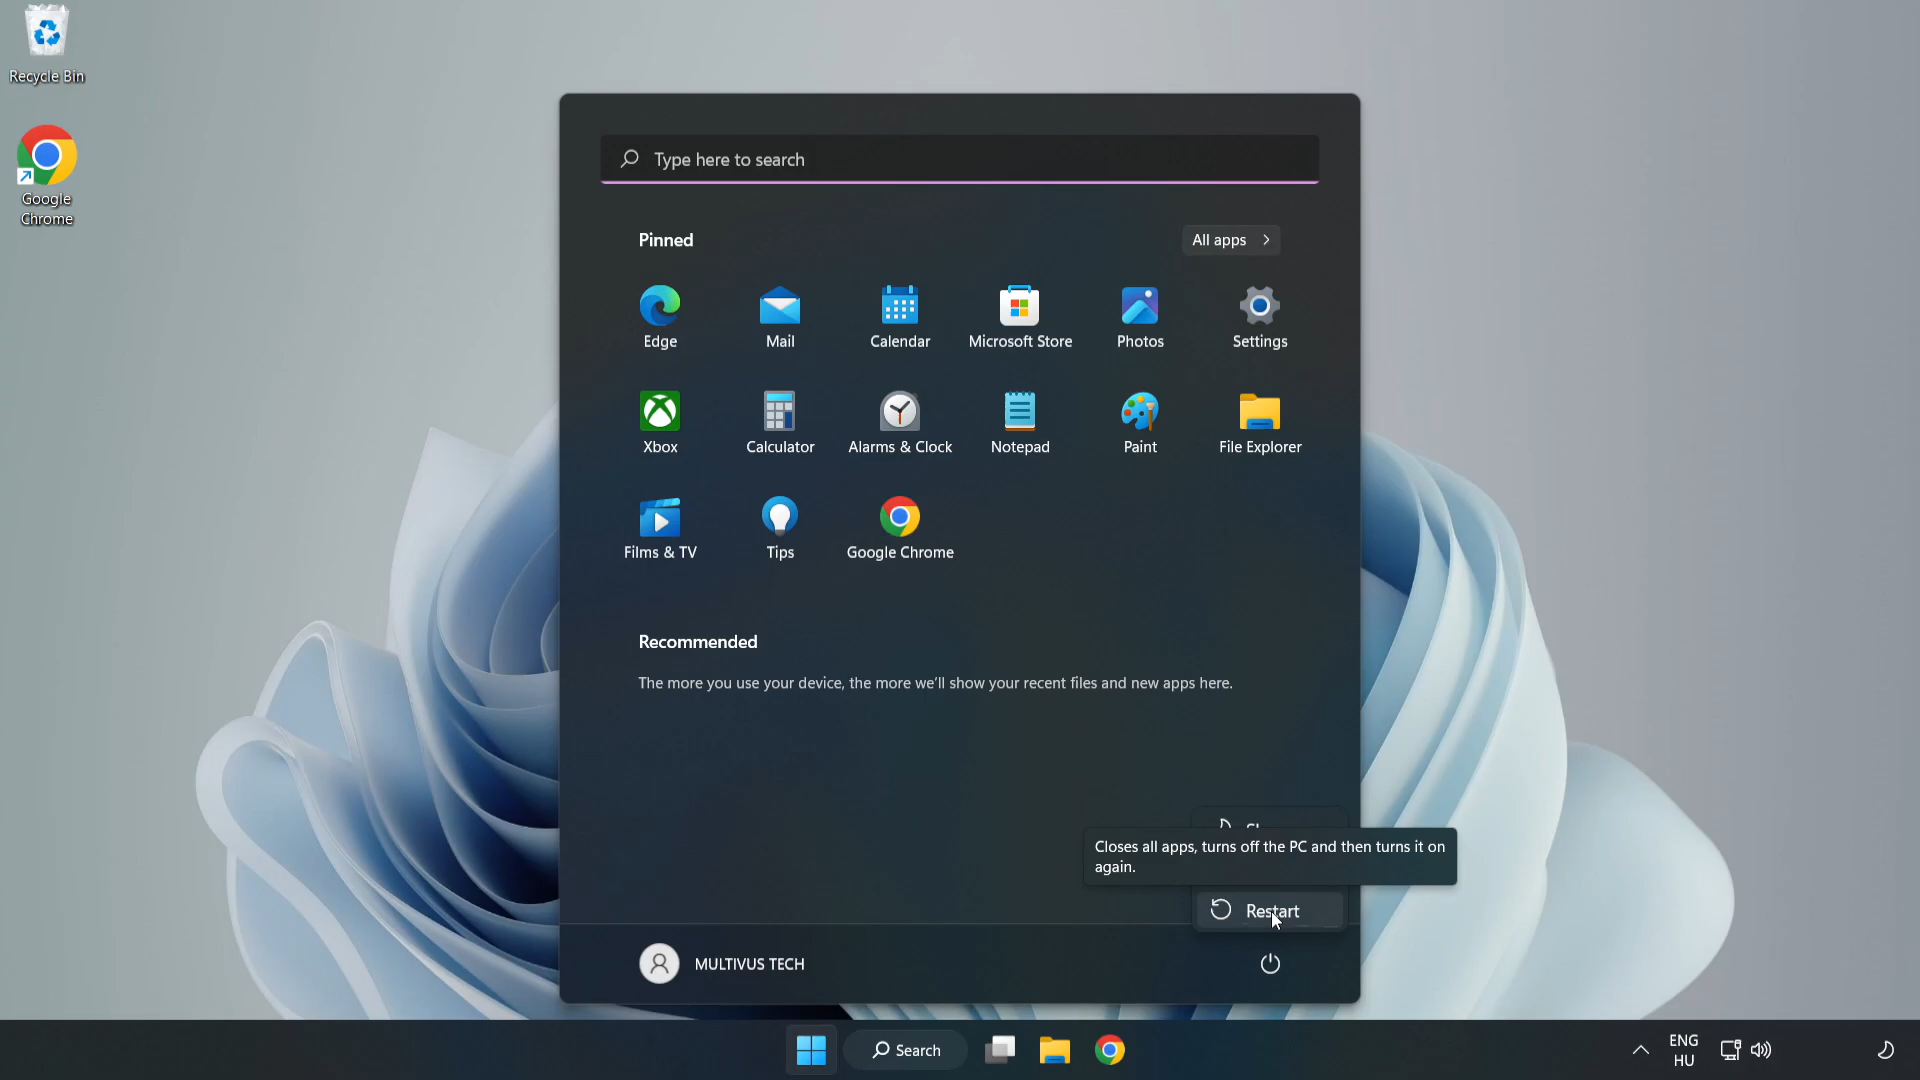 Recycle Bin
Google
Chrome
Type here to search
Pinned
All apps
Edge
Mail
Calendar
Microsoft Store
Photos
Settings
Xbox
Calculator
Alarms & Clock
Notepad
Paint
File Explorer
Films & TV
Tips
Google Chrome
Recommended
The more you use your device, the more we'll show your recent files and new apps here.
Closes all apps, turns off the PC and then turns it on
again.
Restart
MULTIVUS TECH
Search
ENG
HU